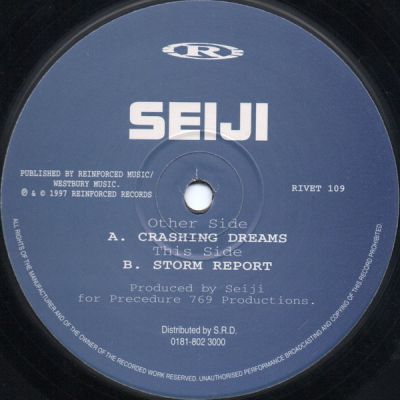 R
SEIJI
PUBLISHED BY REINFORCED MUSIC/
WESTBURY MUSIC.
℗ & © 1997 REINFORCED RECORDS
RIVET 109
Other Side
A. CRASHING DREAMS
This Side
B. STORM REPORT
Produced by Seiji
for Precedure 769 Productions.
Distributed by S.R.D.
0181-802 3000
ALL RIGHTS OF THE MANUFACTURER AND OF THE OWNER OF THE RECORDED WORK RESERVED. UNAUTHORISED PERFORMANCE BROADCASTING AND COPYING OF THIS RECORD PROHIBITED.